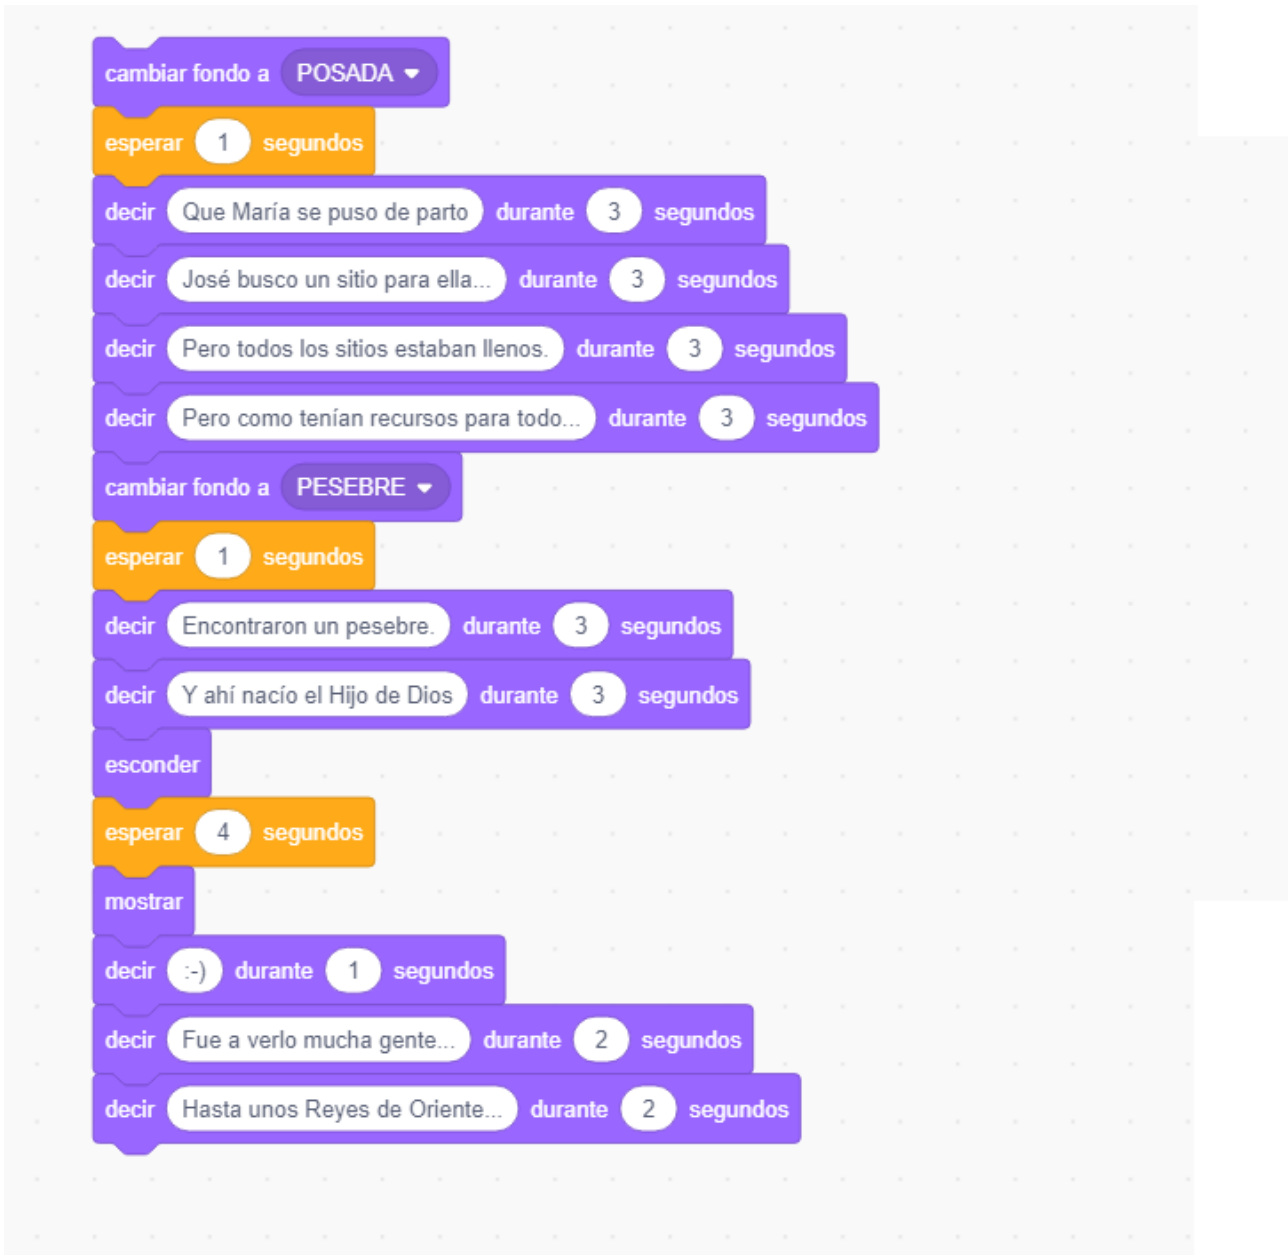 cambiar fondo a POSADA
esperar 1 segundos
decir Que María se puso de parto durante 3 segundos
decir José busco un sitio para ella... durante 3 segundos
decir Pero todos los sitios estaban llenos. durante 3 segundos
decir Pero como tenían recursos para todo... durante 3 segundos
cambiar fondo a PESEBRE
esperar 1 segundos
decir Encontraron un pesebre. durante 3 segundos
decir Y ahí nacío el Hijo de Dios durante 3 segundos
esconder
esperar 4 segundos
mostrar
decir :-) durante 1 segundos
decir Fue a verlo mucha gente... durante 2 segundos
decir Hasta unos Reyes de Oriente... durante 2 segundos